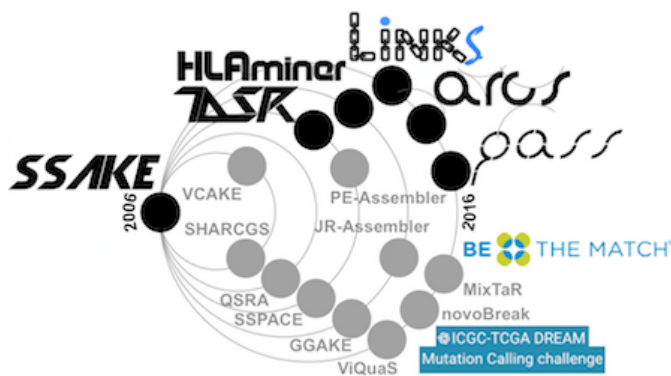 LINKS
HLAminer
TASR
arcs
pass
SSAKE
2006
VCAKE
PE-Assembler
2016
SHARCGS
JR-Assembler
BE THE MATCH®
MixTaR
QSRA
SSPACE
novoBreak
GGAKE
@ICGC-TCGA DREAM
Mutation Calling challenge
ViQuaS